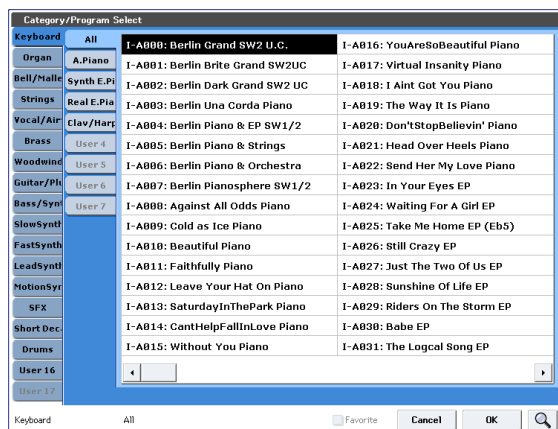 Category/Program Select
Keyboard
Organ
Bell/Malle
Strings
Vocal/Air
Brass
Woodwind
Guitar/Plu
Bass/Syn
SlowSynth
FastSynth
LeadSynth
MotionSyn
SFX
Short Dec
Drums
User 16
User 17
All
A.Piano
Synth E.Pi
Real E.Pia
Clav/Harp
User 4
User 5
User 6
User 7
I-A000: Berlin Grand SW2 U.C.
I-A001: Berlin Brite Grand SW2UC
I-A002: Berlin Dark Grand SW2 UC
I-A003: Berlin Una Corda Piano
I-A004: Berlin Piano & EP SW1/2
I-A005: Berlin Piano & Strings
I-A006: Berlin Piano & Orchestra
I-A007: Berlin Pianosphere SW1/2
I-A008: Against All Odds Piano
I-A009: Cold as Ice Piano
I-A010: Beautiful Piano
I-A011: Faithfully Piano
I-A012: Leave Your Hat On Piano
I-A013: SaturdayInThePark Piano
I-A014: CantHelpFallInLove Piano
I-A015: Without You Piano
I-A016: YouAreSoBeautiful Piano
I-A017: Virtual Insanity Piano
I-A018: I Aint Got You Piano
I-A019: The Way It Is Piano
I-A020: Don'tStopBelievin' Piano
I-A021: Head Over Heels Piano
I-A022: Send Her My Love Piano
I-A023: In Your Eyes EP
I-A024: Waiting For A Girl EP
I-A025: Take Me Home EP (Eb5)
I-A026: Still Crazy EP
I-A027: Just The Two Of Us EP
I-A028: Sunshine Of Life EP
I-A029: Riders On The Storm EP
I-A030: Babe EP
I-A031: The Logcal Song EP
Keyboard
All
Favorite
Cancel
OK